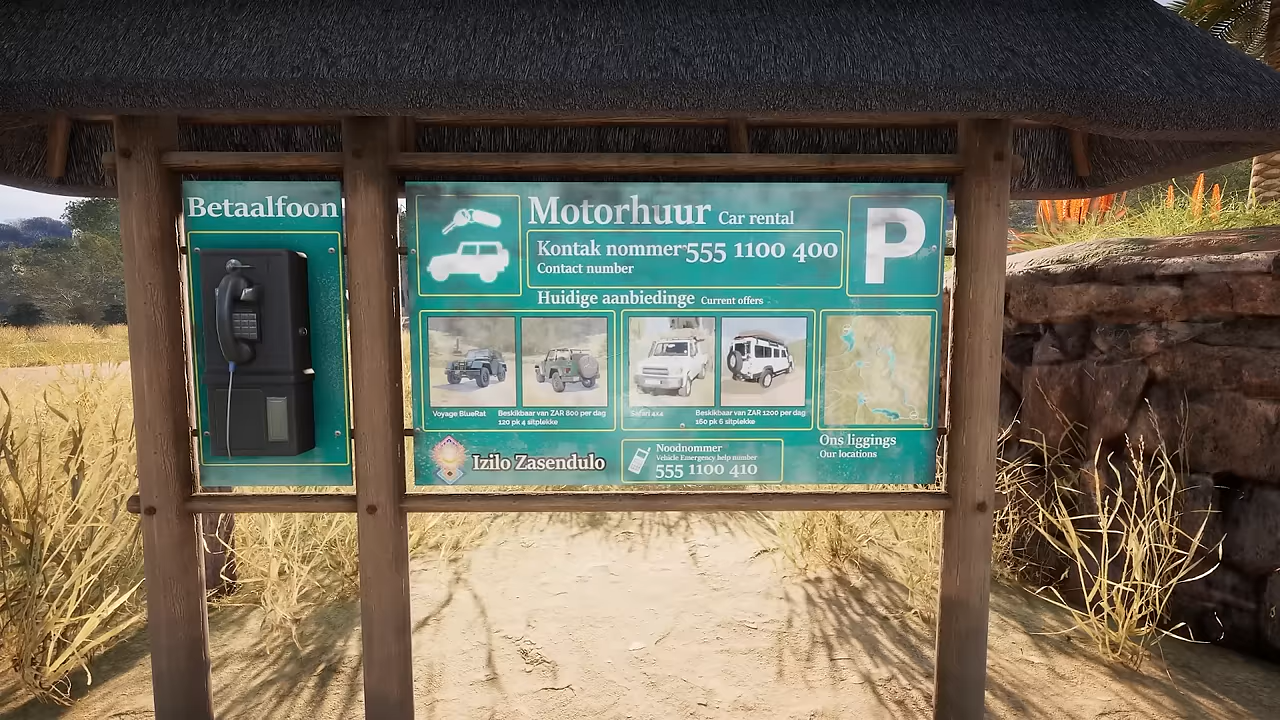 Betaalfoon
Motorhuur Car rental
P
Kontak nommer 555 1100 400
Contact number
Huidige aanbiedinge Current offers
Voyage BlueRat
Beskikbaar van ZAR 800 per dag
120 pk 4 sitplekke
Safari 4x4
Beskikbaar van ZAR 1200 per dag
160 pk 6 sitplekke
Ons liggings
Our locations
Izilo Zasendulo
Noodnommer
Vehicle Emergency help number
555 1100 410